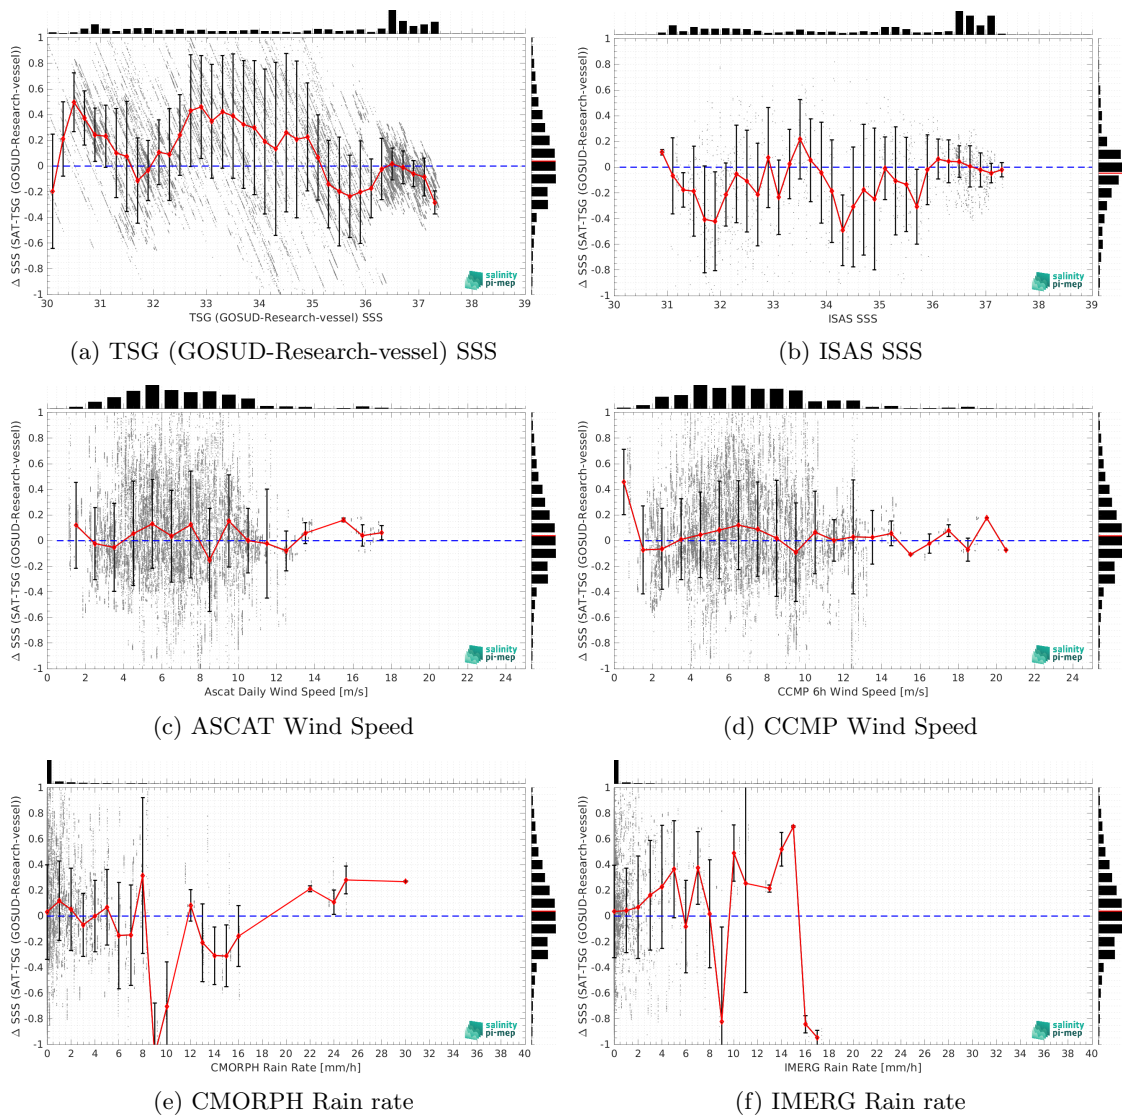 Δ SSS (SAT-TSG (GOSUD-Research-vessel))
1
0.8
0.6
0.4
0.2
0
-0.2
-0.4
-0.6
-0.8
-1
30 31 32 33 34 35 36 37 38 39
TSG (GOSUD-Research-vessel) SSS
salinity
pi-mep
(a) TSG (GOSUD-Research-vessel) SSS
Δ SSS (SAT-TSG (GOSUD-Research-vessel))
1
0.8
0.6
0.4
0.2
0
-0.2
-0.4
-0.6
-0.8
-1
30 31 32 33 34 35 36 37 38 39
ISAS SSS
salinity
pi-mep
(b) ISAS SSS
Δ SSS (SAT-TSG (GOSUD-Research-vessel))
1
0.8
0.6
0.4
0.2
0
-0.2
-0.4
-0.6
-0.8
-1
0 2 4 6 8 10 12 14 16 18 20 22 24
Ascat Daily Wind Speed [m/s]
salinity
pi-mep
(c) ASCAT Wind Speed
Δ SSS (SAT-TSG (GOSUD-Research-vessel))
1
0.8
0.6
0.4
0.2
0
-0.2
-0.4
-0.6
-0.8
-1
0 2 4 6 8 10 12 14 16 18 20 22 24
CCMP 6h Wind Speed [m/s]
salinity
pi-mep
(d) CCMP Wind Speed
Δ SSS (SAT-TSG (GOSUD-Research-vessel))
1
0.8
0.6
0.4
0.2
0
-0.2
-0.4
-0.6
-0.8
-1
0 2 4 6 8 10 12 14 16 18 20 22 24 26 28 30 32 34 36 38 40
CMORPH Rain Rate [mm/h]
salinity
pi-mep
(e) CMORPH Rain rate
Δ SSS (SAT-TSG (GOSUD-Research-vessel))
1
0.8
0.6
0.4
0.2
0
-0.2
-0.4
-0.6
-0.8
-1
0 2 4 6 8 10 12 14 16 18 20 22 24 26 28 30 32 34 36 38 40
IMERG Rain Rate [mm/h]
salinity
pi-mep
(f) IMERG Rain rate